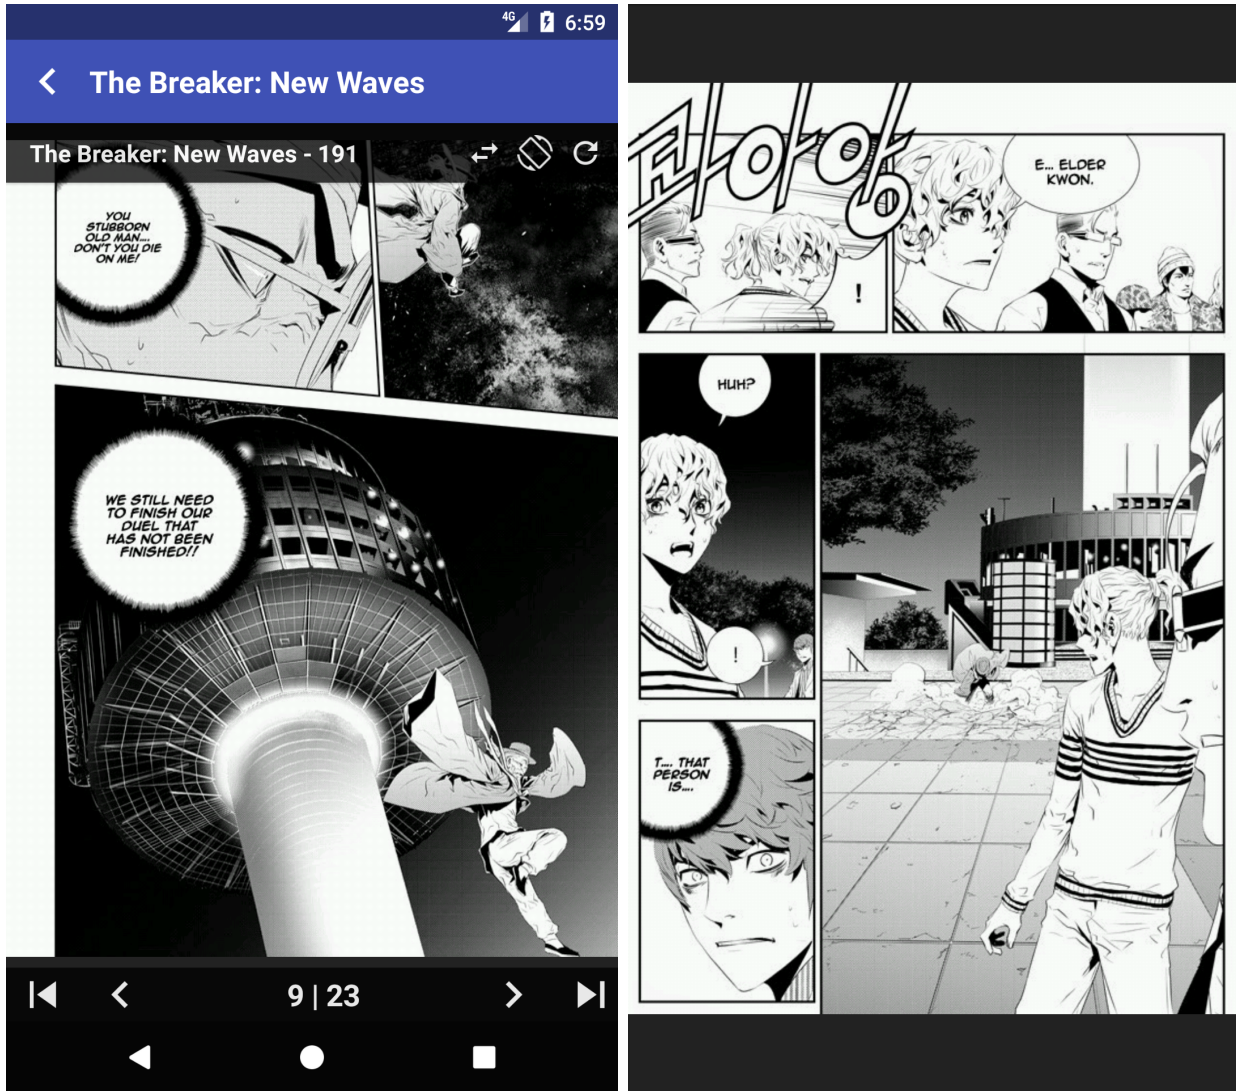 4G 6:59
The Breaker: New Waves
The Breaker: New Waves - 191
YOU
STUBBORN
OLD MAN....
DON'T YOU DIE
ON ME!
WE STILL NEED
TO FINISH OUR
DUEL THAT
HAS NOT BEEN
FINISHED!!
9 | 23
콰아앙
!
E... ELDER
KWON.
HUH?
!
T.... THAT
PERSON
IS....